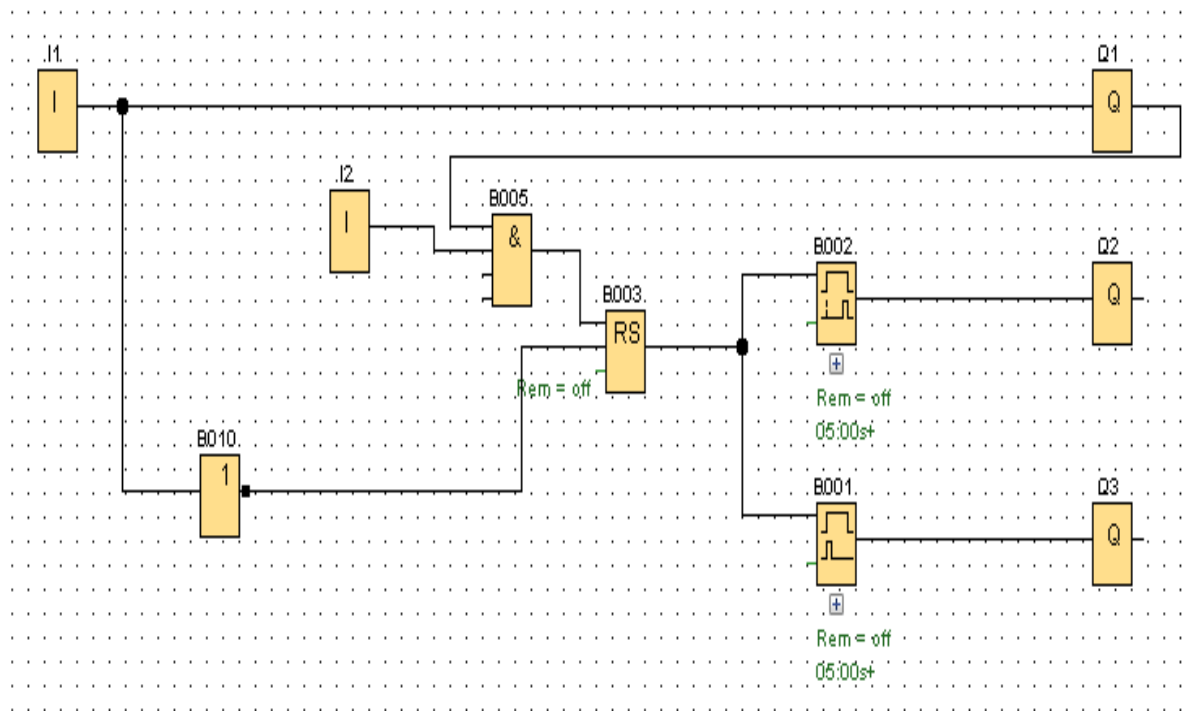 I1
Q1
I
Q
I2
B005
I
&
B002
Q2
B003
Q
RS
Rem = off
+
Rem = off
05:00s+
B010
1
B001
Q3
Q
+
Rem = off
05:00s+